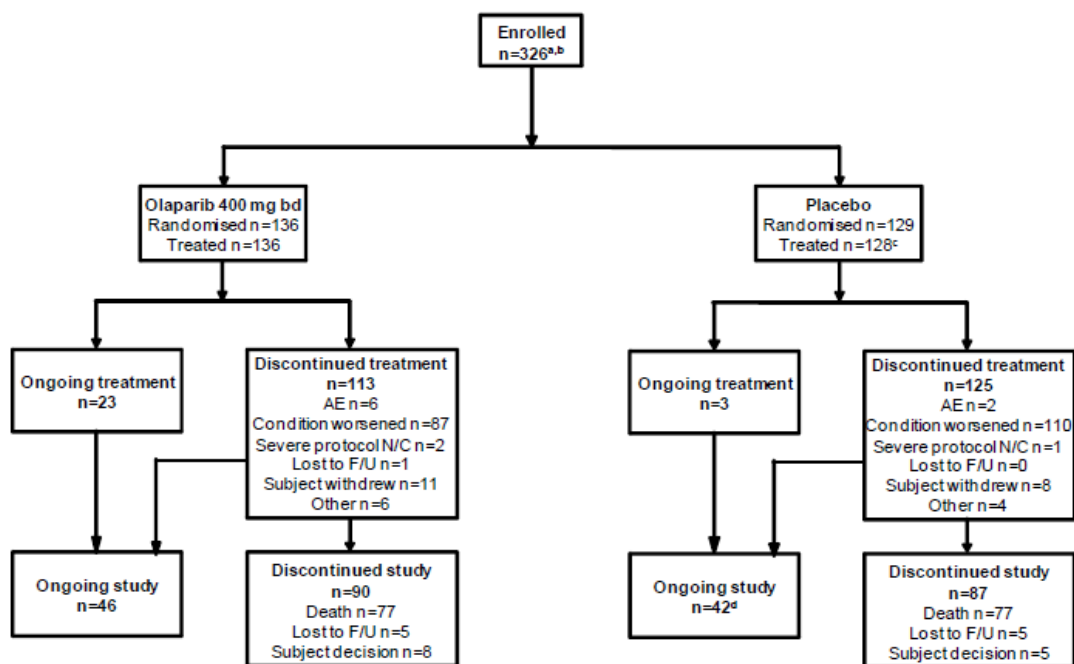 Enrolled
n=326a,b
Olaparib 400 mg bd
Randomised n=136
Treated n=136
Placebo
Randomised n=129
Treated n=128c
Ongoing treatment
n=23
Discontinued treatment
n=113
AE n=6
Condition worsened n=87
Severe protocol N/C n=2
Lost to F/U n=1
Subject withdrew n=11
Other n=6
Ongoing treatment
n=3
Discontinued treatment
n=125
AE n=2
Condition worsened n=110
Severe protocol N/C n=1
Lost to F/U n=0
Subject withdrew n=8
Other n=4
Ongoing study
n=46
Discontinued study
n=90
Death n=77
Lost to F/U n=5
Subject decision n=8
Ongoing study
n=42d
Discontinued study
n=87
Death n=77
Lost to F/U n=5
Subject decision n=5